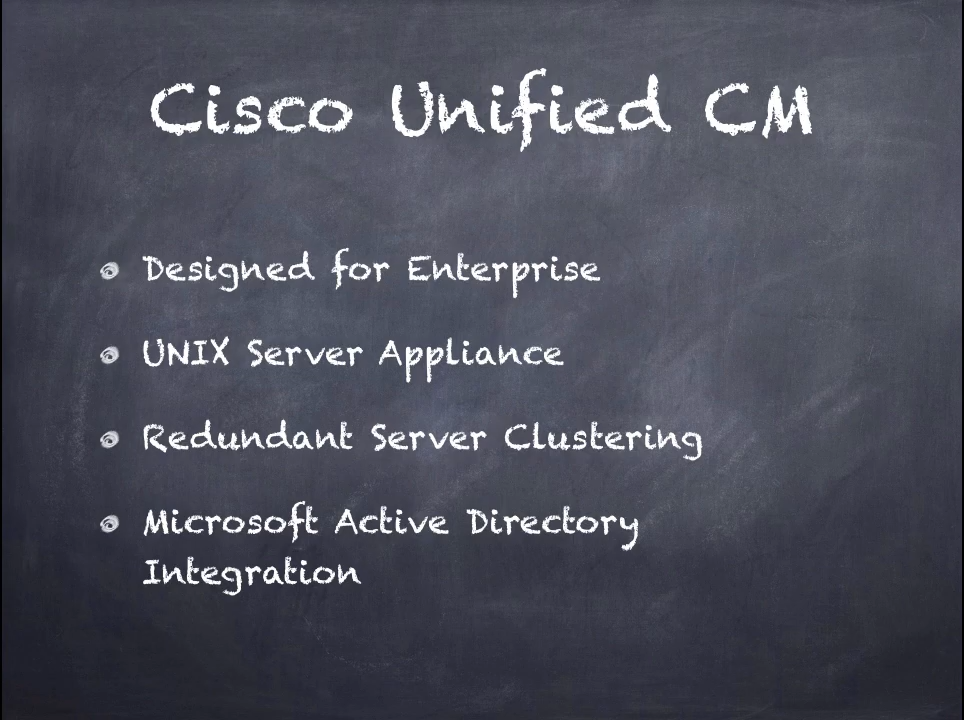 Cisco Unified CM
Designed for Enterprise
UNIX Server Appliance
Redundant Server Clustering
Microsoft Active Directory
Integration